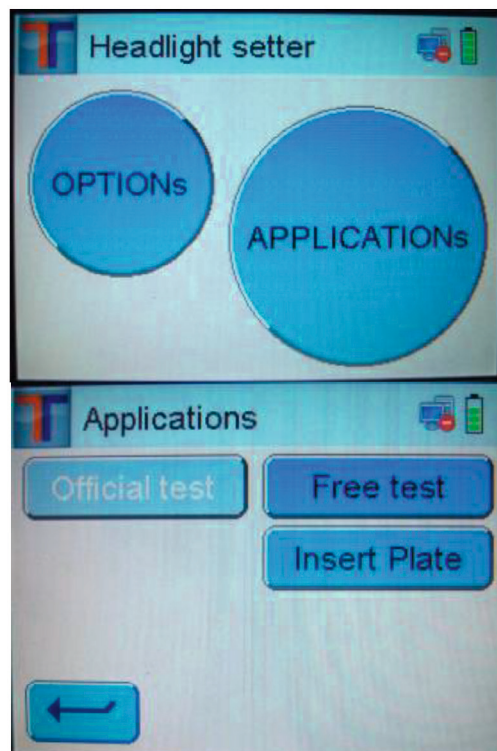 Headlight setter
OPTIONs
APPLICATIONs
Applications
Official test
Free test
Insert Plate